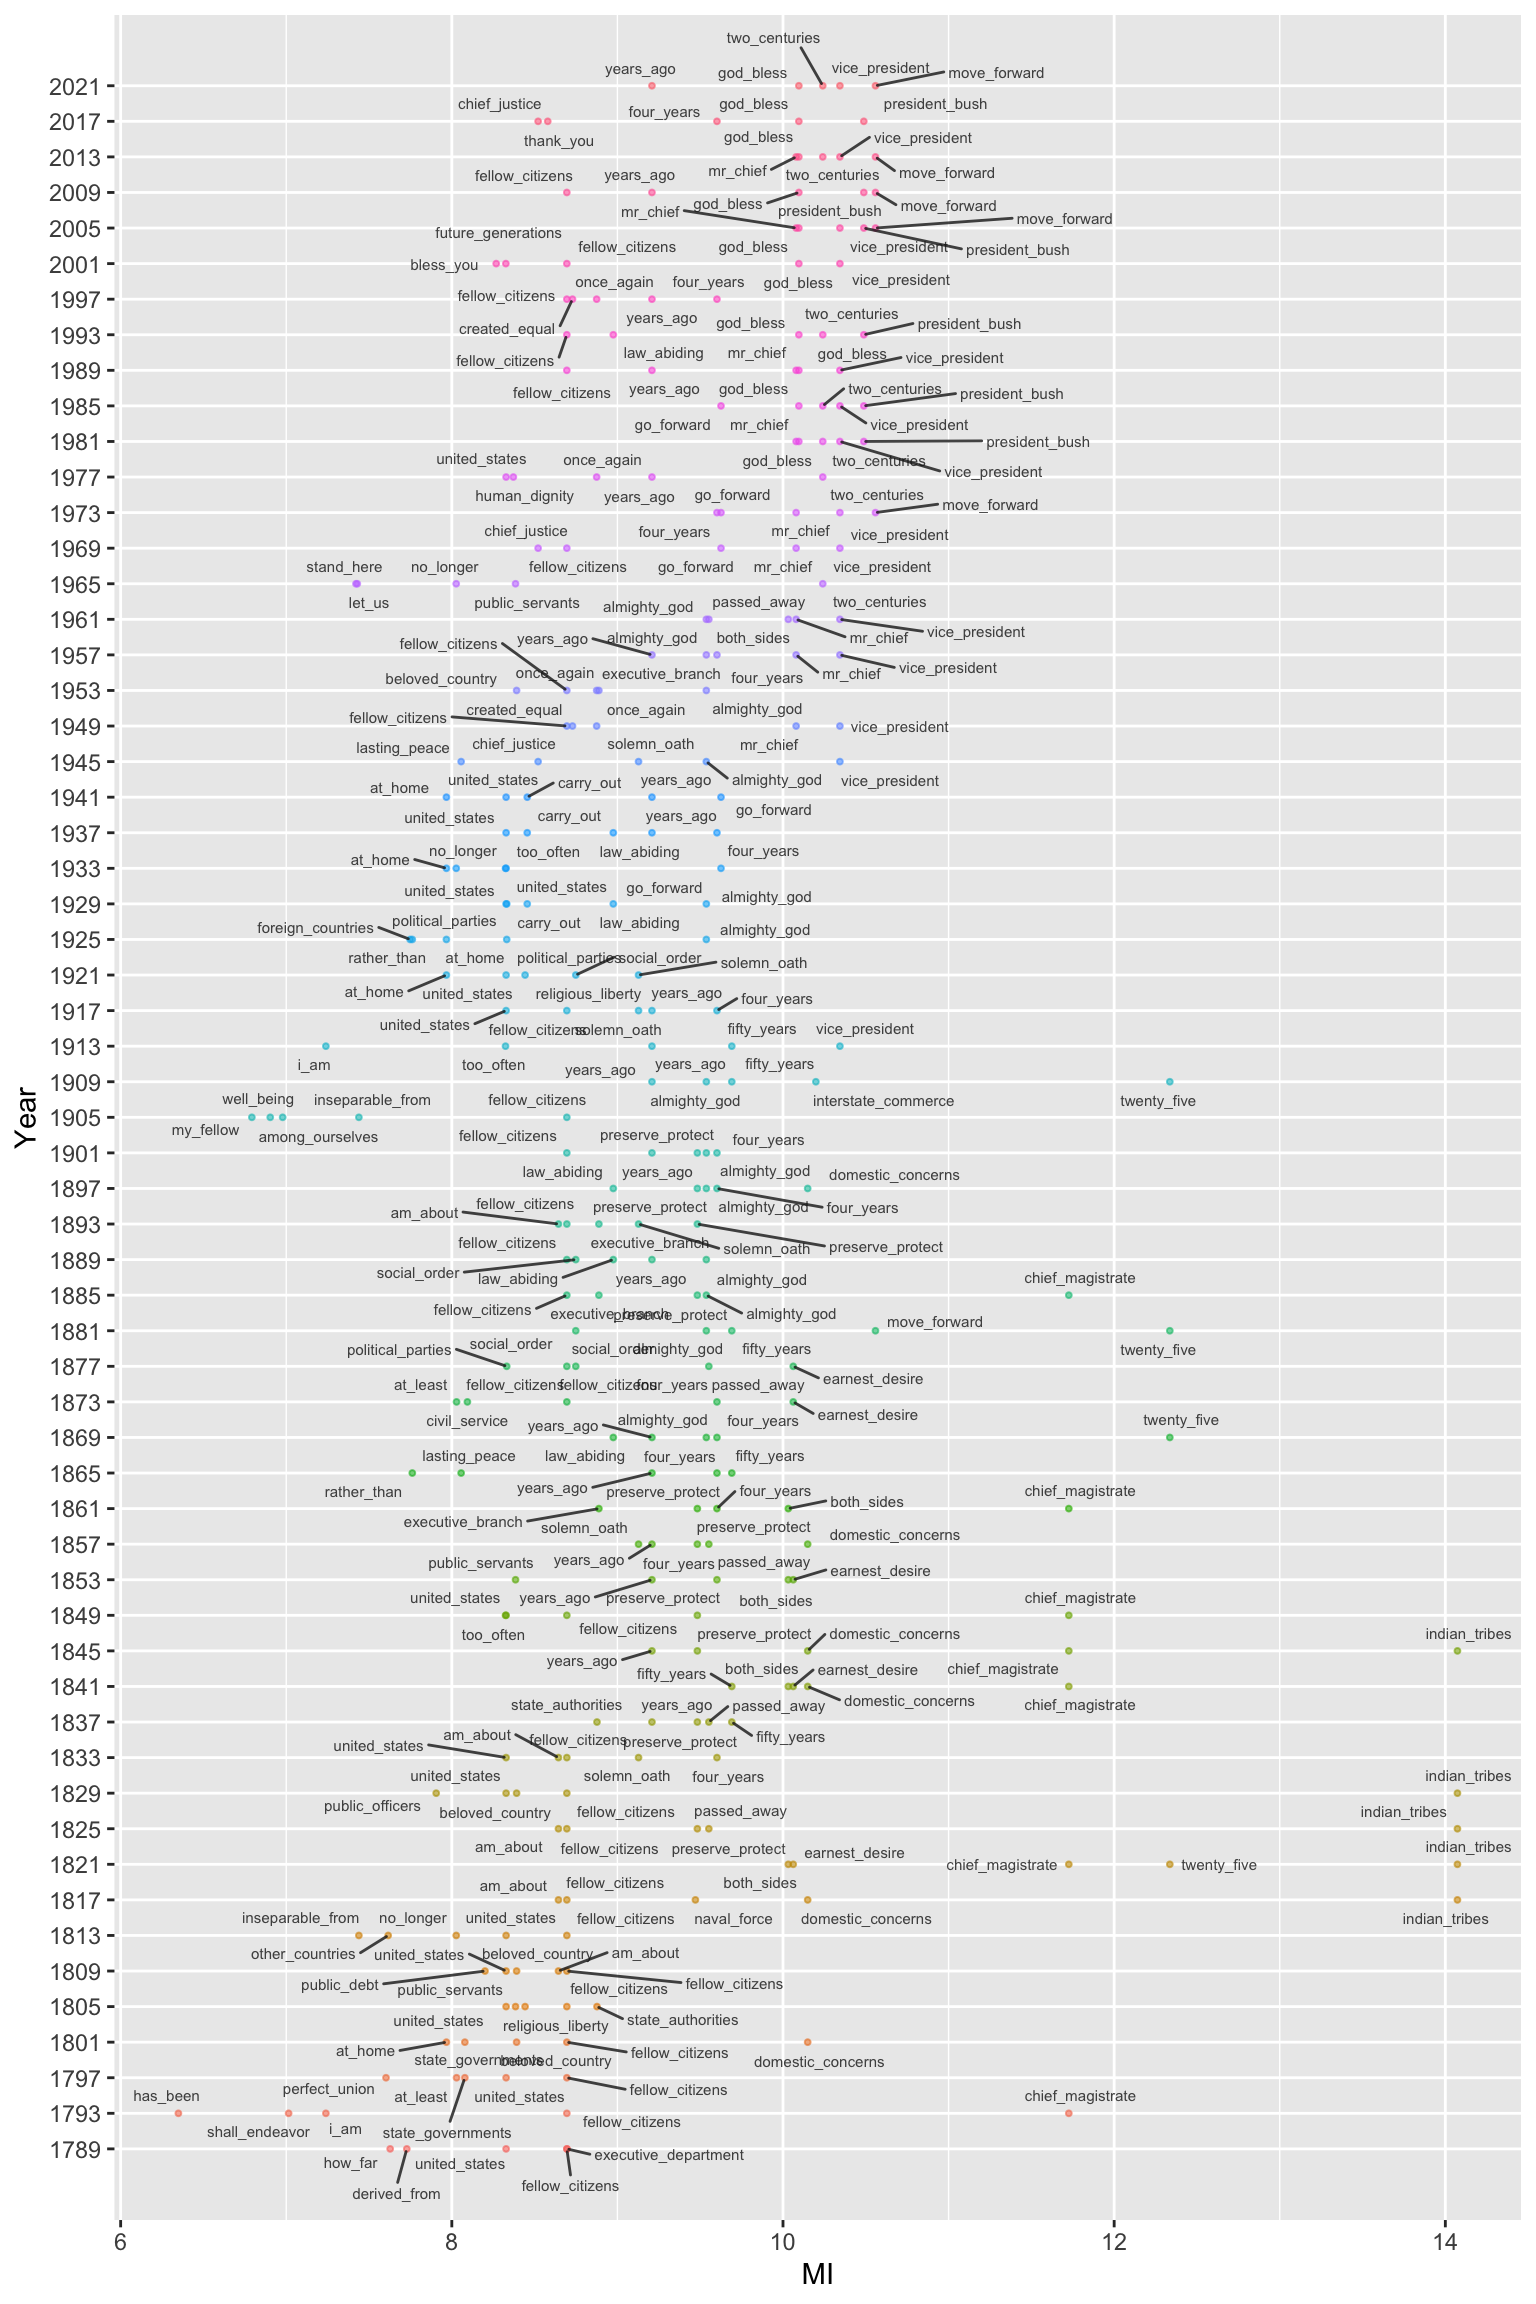 two_centuries
years_ago god_bless vice_president move_forward
2021
chief_justice four_years god_bless president_bush
2017
thank_you god_bless vice_president
2013
mr_chief two_centuries move_forward
fellow_citizens years_ago
2009
god_bless move_forward
mr_chief president_bush move_forward
2005
future_generations fellow_citizens god_bless vice_president president_bush
bless_you
2001
once_again four_years god_bless vice_president
fellow_citizens
1997
created_equal years_ago god_bless two_centuries president_bush
1993
fellow_citizens law_abiding mr_chief god_bless vice_president
1989
fellow_citizens years_ago god_bless two_centuries president_bush
1985
go_forward mr_chief vice_president
1981 president_bush
united_states once_again god_bless two_centuries vice_president
1977
human_dignity years_ago go_forward two_centuries move_forward
1973
chief_justice four_years mr_chief vice_president
1969
stand_here no_longer fellow_citizens go_forward mr_chief vice_president
1965
let_us public_servants almighty_god passed_away two_centuries
1961
fellow_citizens years_ago almighty_god both_sides mr_chief vice_president
1957
beloved_country once_again executive_branch four_years mr_chief vice_president
1953
fellow_citizens created_equal once_again almighty_god
1949 vice_president
lasting_peace chief_justice solemn_oath mr_chief
1945
at_home united_states carry_out years_ago almighty_god vice_president
1941
united_states carry_out years_ago go_forward
1937
at_home no_longer too_often law_abiding four_years
1933
united_states united_states go_forward almighty_god
1929
foreign_countries political_parties carry_out law_abiding almighty_god
1925
rather_than at_home political_parties social_order solemn_oath
1921
at_home united_states religious_liberty years_ago four_years
1917
united_states fellow_citizens solemn_oath fifty_years vice_president
1913
i_am too_often years_ago years_ago fifty_years
1909
well_being inseparable_from fellow_citizens almighty_god interstate_commerce twenty_five
1905
my_fellow among_ourselves fellow_citizens preserve_protect four_years
1901
law_abiding years_ago almighty_god domestic_concerns
1897
am_about fellow_citizens preserve_protect almighty_god four_years
1893
fellow_citizens executive_branch solemn_oath preserve_protect
1889
social_order law_abiding years_ago almighty_god chief_magistrate
1885
fellow_citizens executive_branch preserve_protect almighty_god move_forward
1881
political_parties social_order social_order almighty_god fifty_years twenty_five
1877
at_least fellow_citizens fellow_citizens four_years passed_away earnest_desire
1873
civil_service years_ago almighty_god four_years earnest_desire twenty_five
1869
lasting_peace law_abiding four_years fifty_years
1865
rather_than years_ago preserve_protect four_years both_sides chief_magistrate
1861
executive_branch solemn_oath preserve_protect domestic_concerns
1857
public_servants years_ago four_years passed_away earnest_desire
1853
united_states years_ago preserve_protect both_sides chief_magistrate
1849
too_often fellow_citizens preserve_protect domestic_concerns indian_tribes
1845
years_ago fifty_years both_sides earnest_desire chief_magistrate
1841
state_authorities years_ago passed_away domestic_concerns chief_magistrate
1837
united_states am_about fellow_citizens preserve_protect fifty_years
1833
united_states solemn_oath four_years indian_tribes
1829
public_officers beloved_country fellow_citizens passed_away indian_tribes
1825
am_about fellow_citizens preserve_protect earnest_desire indian_tribes
1821 chief_magistrate twenty_five
am_about fellow_citizens both_sides
1817
inseparable_from no_longer united_states fellow_citizens naval_force domestic_concerns indian_tribes
1813
other_countries united_states beloved_country am_about
1809
public_debt public_servants fellow_citizens fellow_citizens
1805
united_states religious_liberty state_authorities
1801
at_home state_governments beloved_country fellow_citizens domestic_concerns
1797
has_been perfect_union at_least united_states fellow_citizens chief_magistrate
1793
shall_endeavor i_am state_governments fellow_citizens
1789
how_far united_states executive_department
derived_from fellow_citizens
6 8 10 12 14
MI
Year